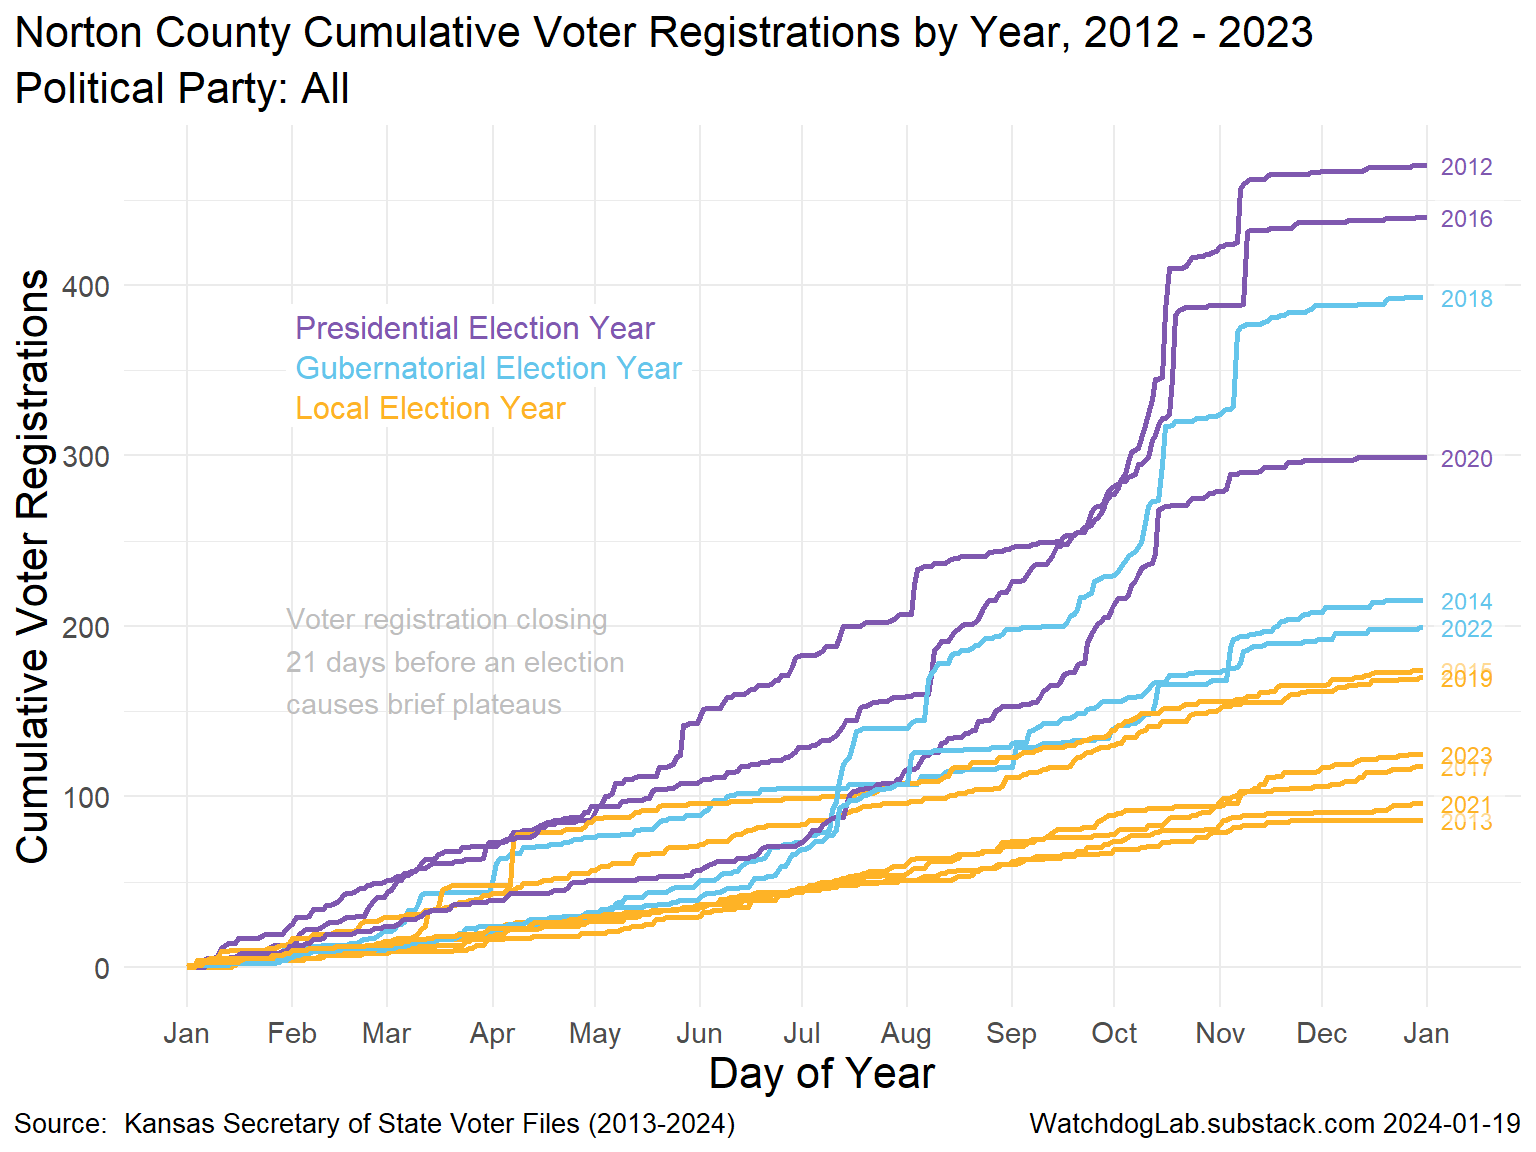 Norton County Cumulative Voter Registrations by Year, 2012 - 2023
Political Party: All
Cumulative Voter Registrations
400
300
200
100
0
Presidential Election Year
Gubernatorial Election Year
Local Election Year
Voter registration closing
21 days before an election
causes brief plateaus
2012
2016
2018
2020
2014
2022
2015
2019
2023
2017
2021
2013
Jan Feb Mar Apr May Jun Jul Aug Sep Oct Nov Dec Jan
Day of Year
Source:  Kansas Secretary of State Voter Files (2013-2024)
WatchdogLab.substack.com 2024-01-19